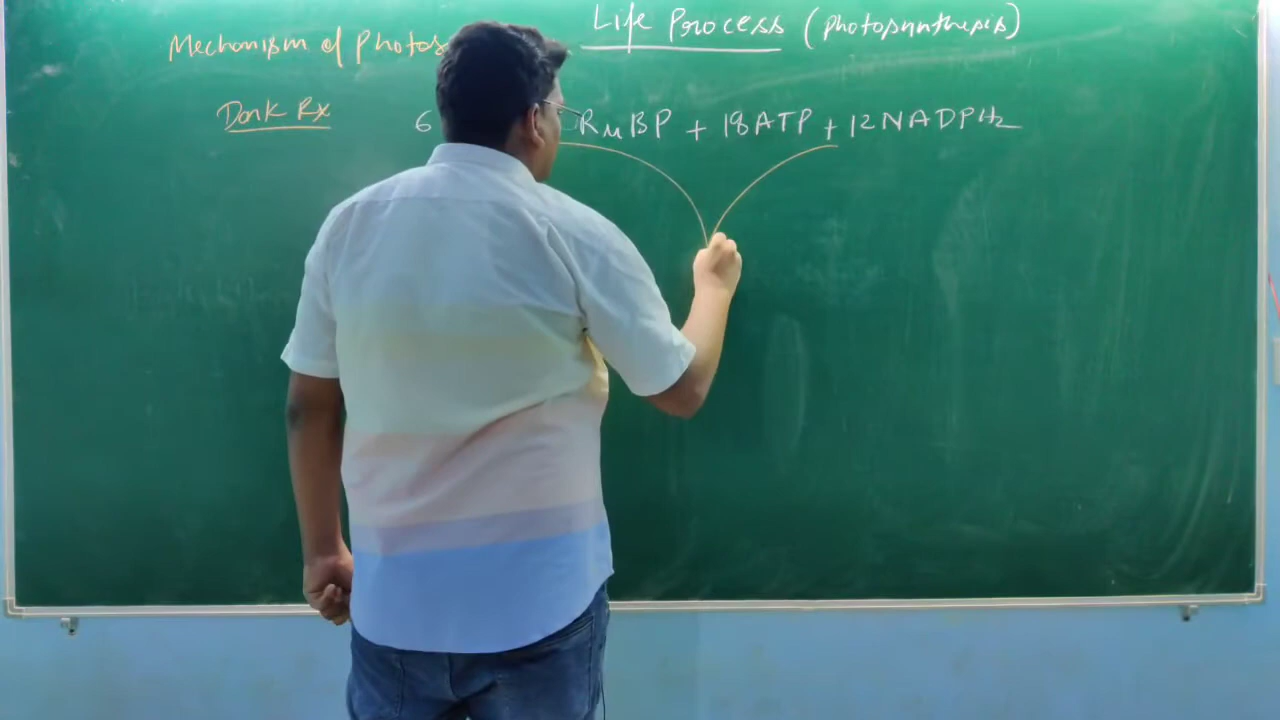 Life Process (Photosynthesis)
Mechanism of Photos
Dark Rx
6 RuBP + 18ATP + 12NADPH2